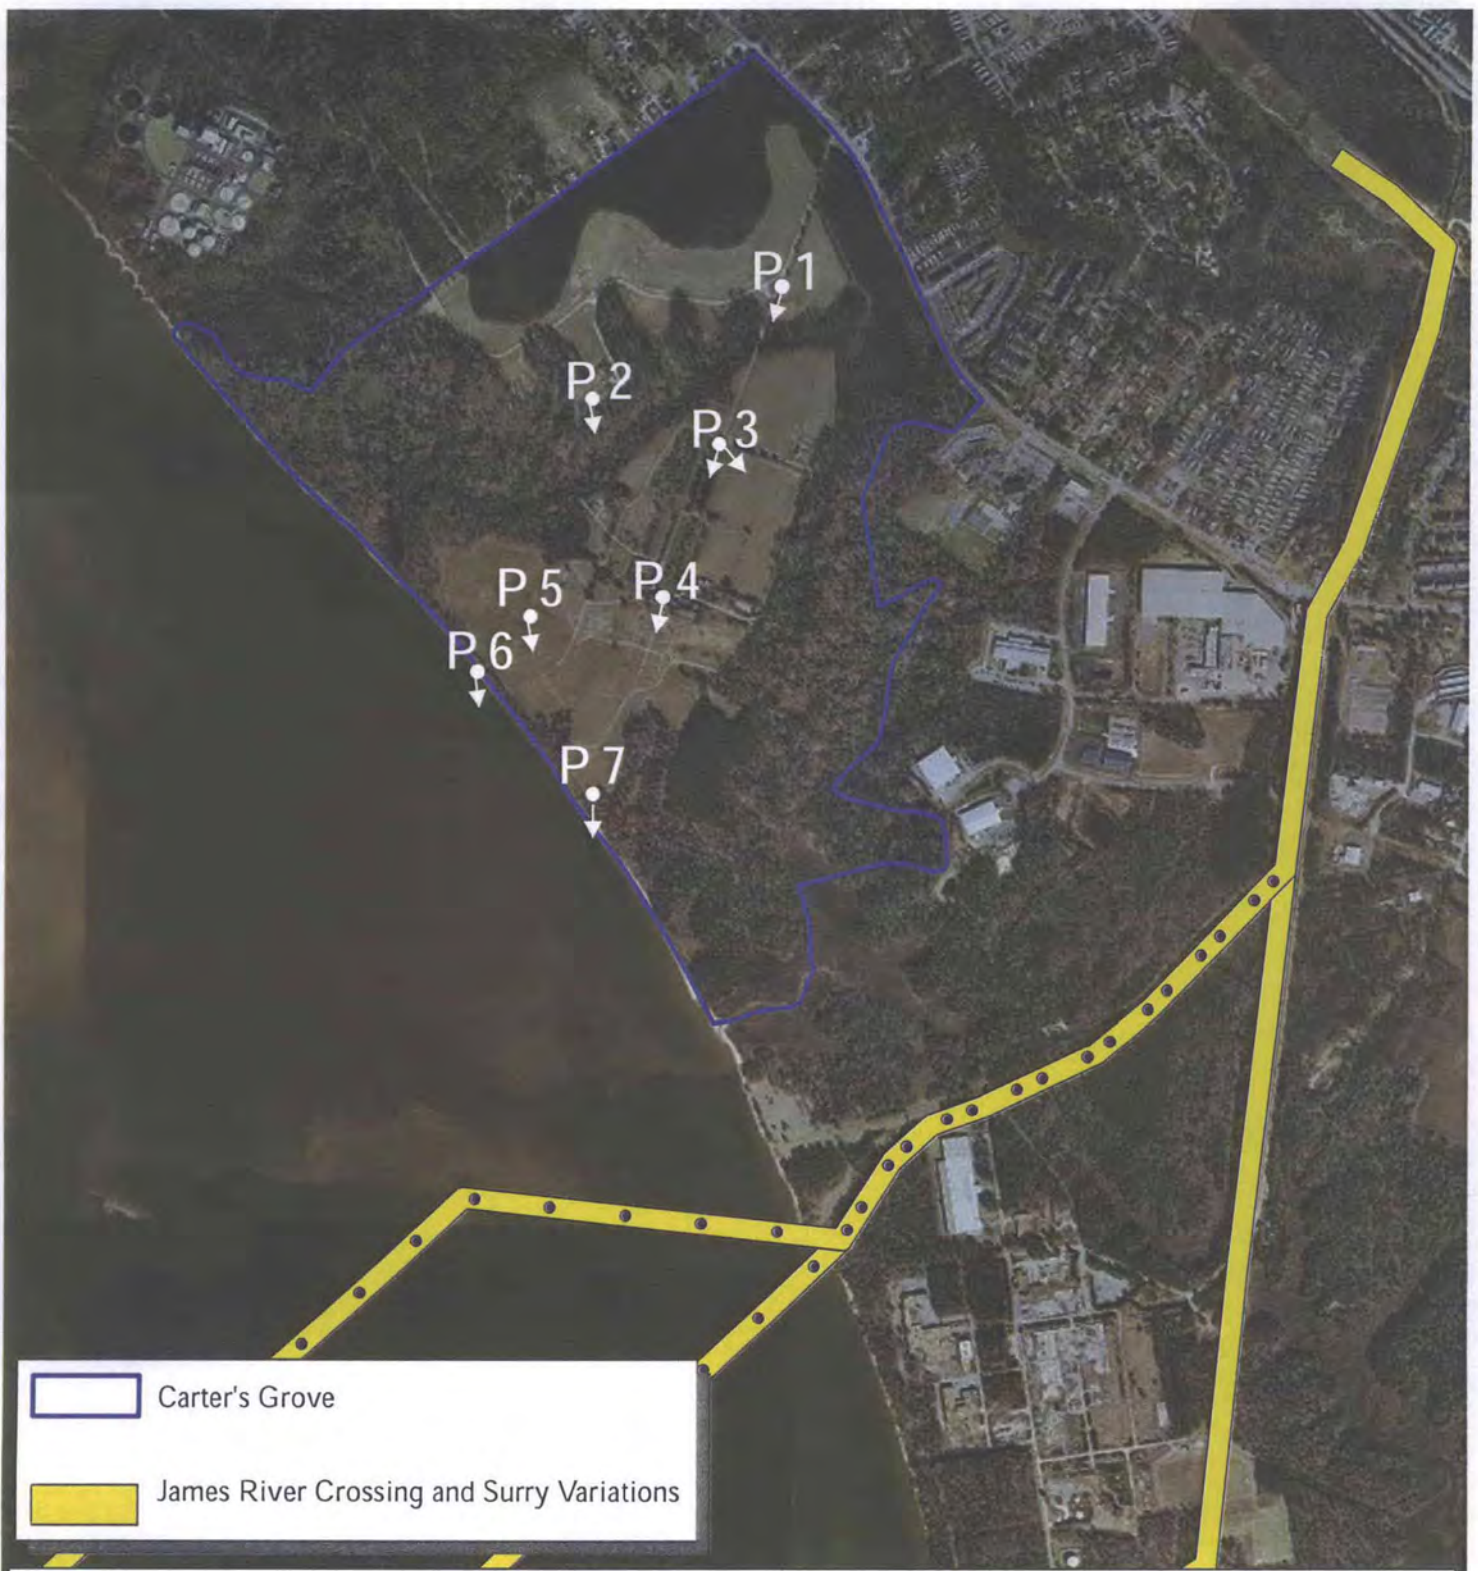 P 1
P 2
P 3
P 4
P 5
P 6
P 7
Carter's Grove
James River Crossing and Surry Variations